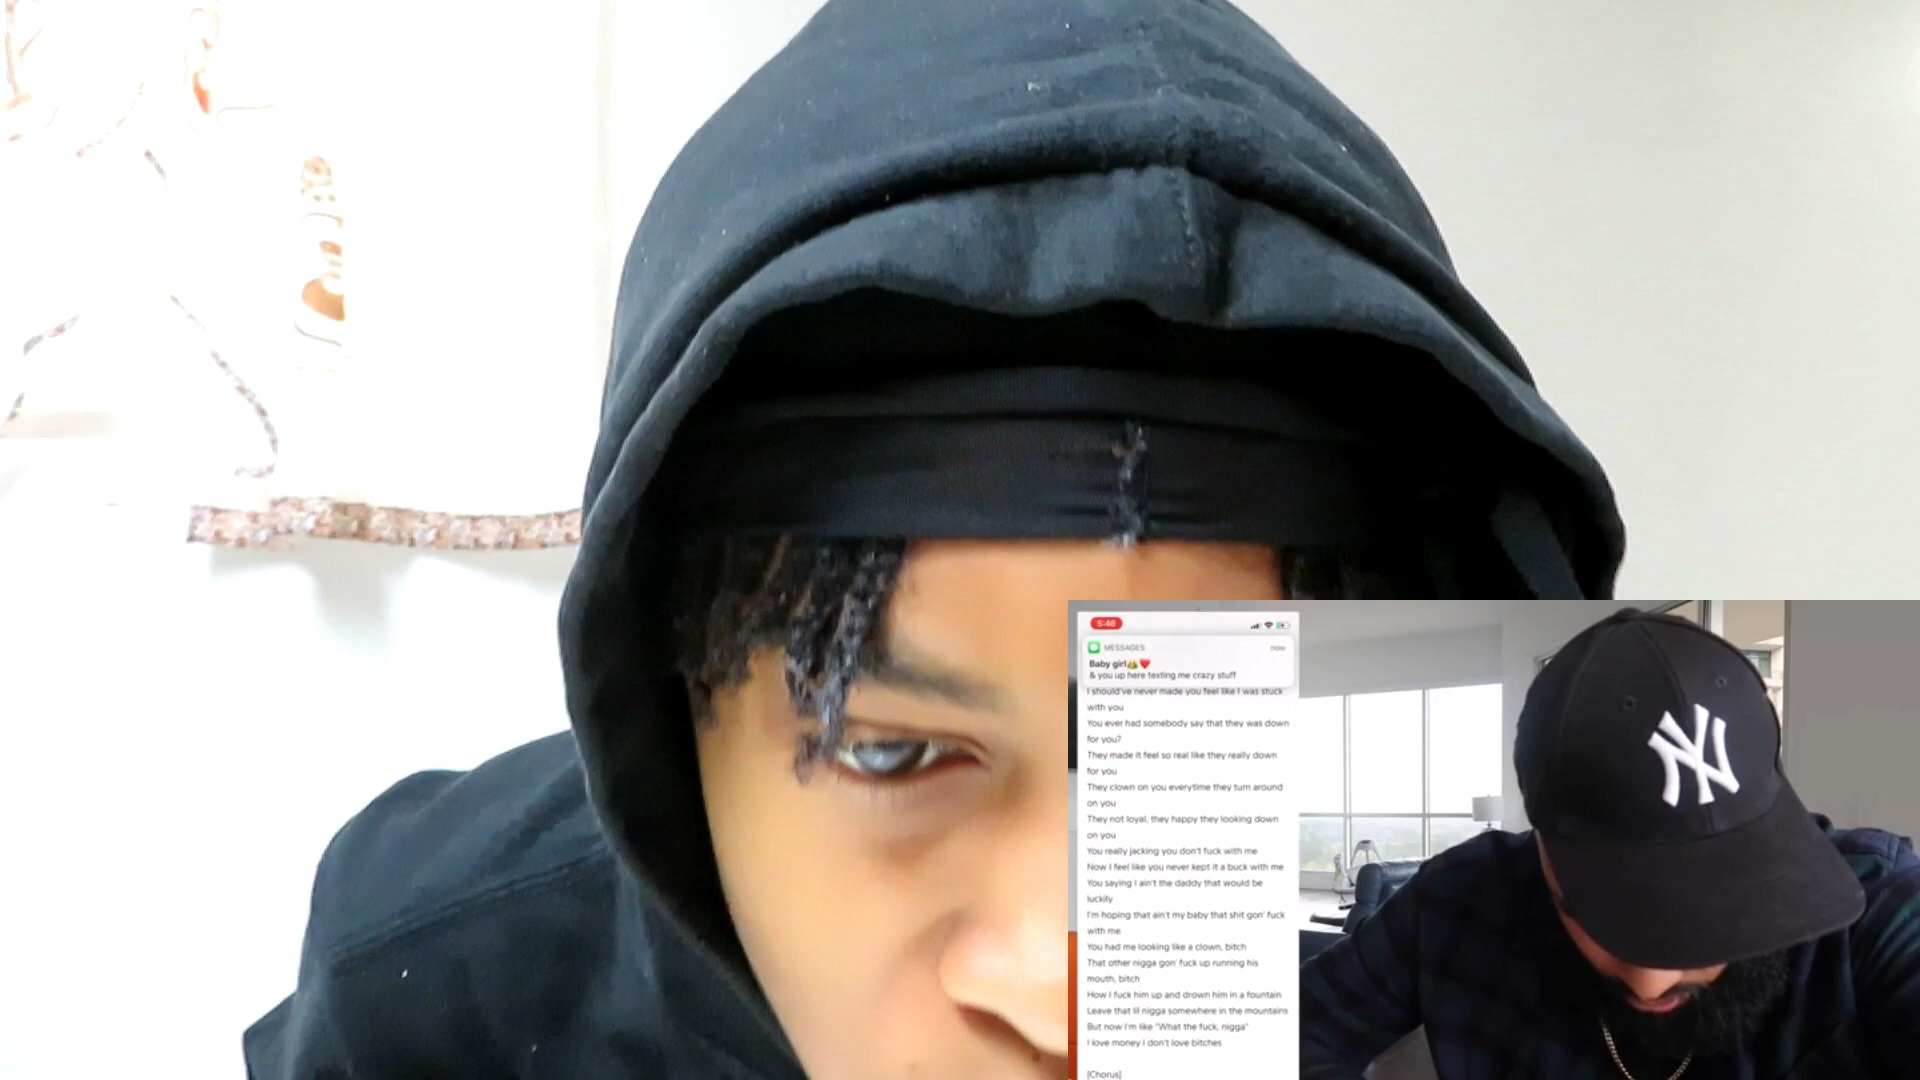 5:46
MESSAGES
now
Baby girl
& you up here texting me crazy stuff
I should've never made you feel like I was stuck
with you
You ever had somebody say that they was down
for you?
They made it feel so real like they really down
for you
They clown on you everytime they turn around
on you
They not loyal, they happy they looking down
on you
You really jacking you don't fuck with me
Now I feel like you never kept it a buck with me
You saying I ain't the daddy that would be
luckily
I'm hoping that ain't my baby that shit gon' fuck
with me
You had me looking like a clown, bitch
That other nigga gon' fuck up running his
mouth, bitch
How I fuck him up and drown him in a fountain
Leave that lil nigga somewhere in the mountains
But now I'm like "What the fuck, nigga"
I love money I don't love bitches
[Chorus]
NY